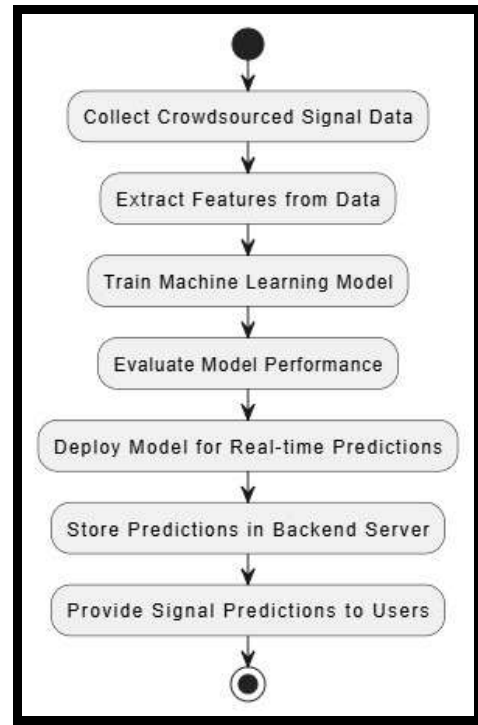 Collect Crowdsourced Signal Data
Extract Features from Data
Train Machine Learning Model
Evaluate Model Performance
Deploy Model for Real-time Predictions
Store Predictions in Backend Server
Provide Signal Predictions to Users